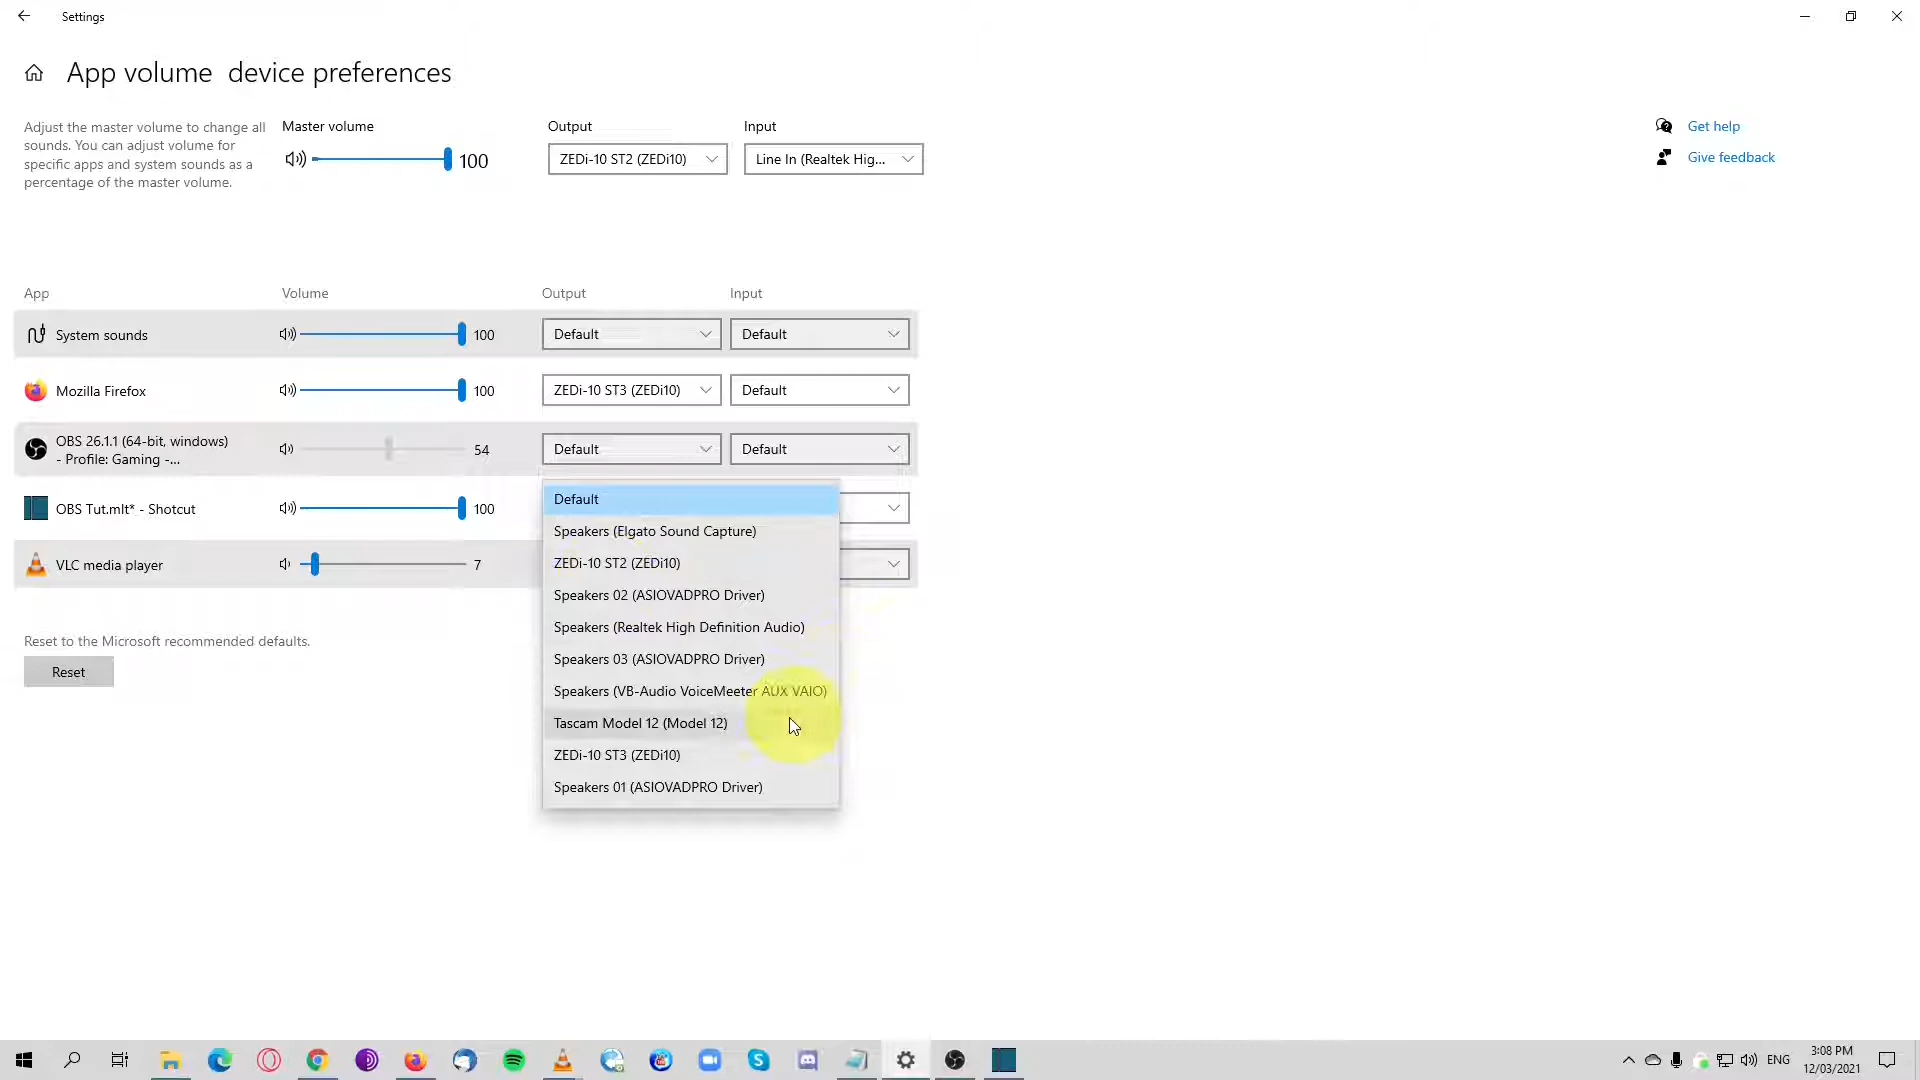 Settings
App volume device preferences
Adjust the master volume to change all
sounds. You can adjust volume for
specific apps and system sounds as a
percentage of the master volume.
Master volume
100
Output
ZEDi-10 ST2 (ZEDi10)
Input
Line In (Realtek Hig...
Get help
Give feedback
App Volume Output Input
System sounds 100 Default Default
Mozilla Firefox 100 ZEDi-10 ST3 (ZEDi10) Default
OBS 26.1.1 (64-bit, windows)
- Profile: Gaming -...
54 Default Default
OBS Tut.mlt* - Shotcut 100
VLC media player 7
Default
Speakers (Elgato Sound Capture)
ZEDi-10 ST2 (ZEDi10)
Speakers 02 (ASIOVADPRO Driver)
Speakers (Realtek High Definition Audio)
Speakers 03 (ASIOVADPRO Driver)
Speakers (VB-Audio VoiceMeeter AUX VAIO)
Tascam Model 12 (Model 12)
ZEDi-10 ST3 (ZEDi10)
Speakers 01 (ASIOVADPRO Driver)
Reset to the Microsoft recommended defaults.
Reset
ENG
3:08 PM
12/03/2021